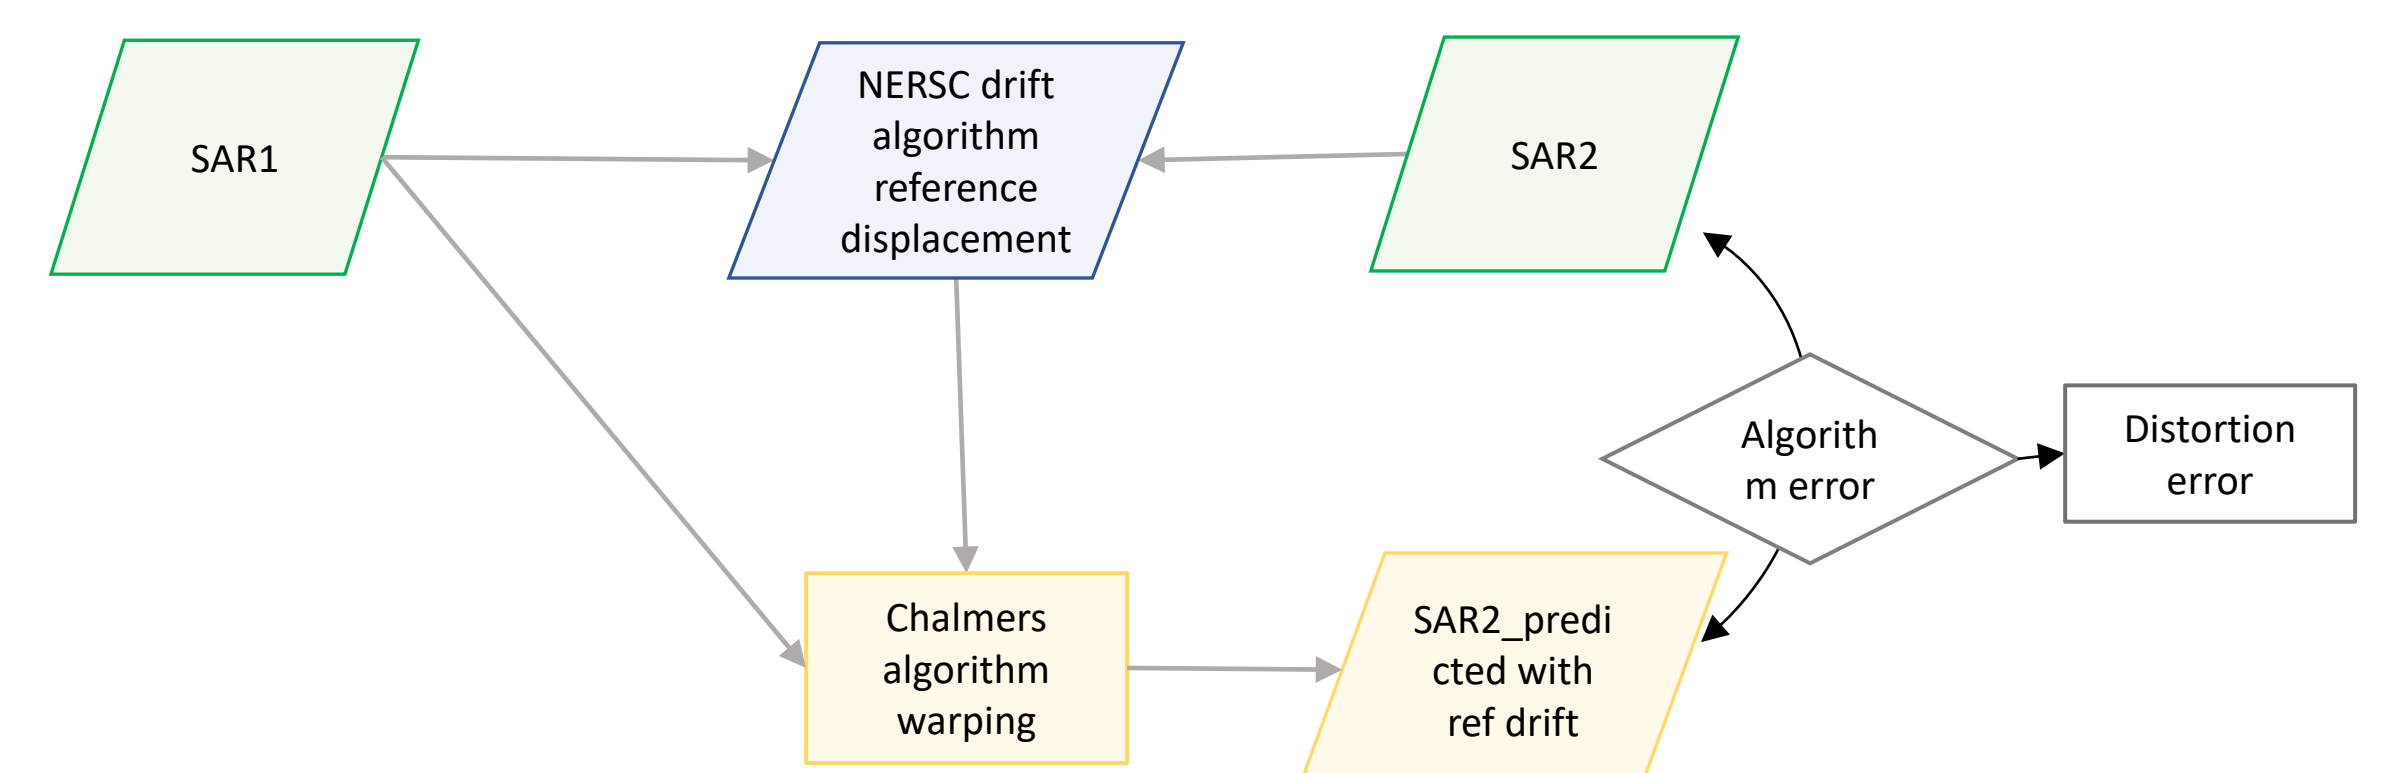 SAR1
NERSC drift
algorithm
reference
displacement
SAR2
Algorith
m error
Distortion
error
Chalmers
algorithm
warping
SAR2_predi
cted with
ref drift